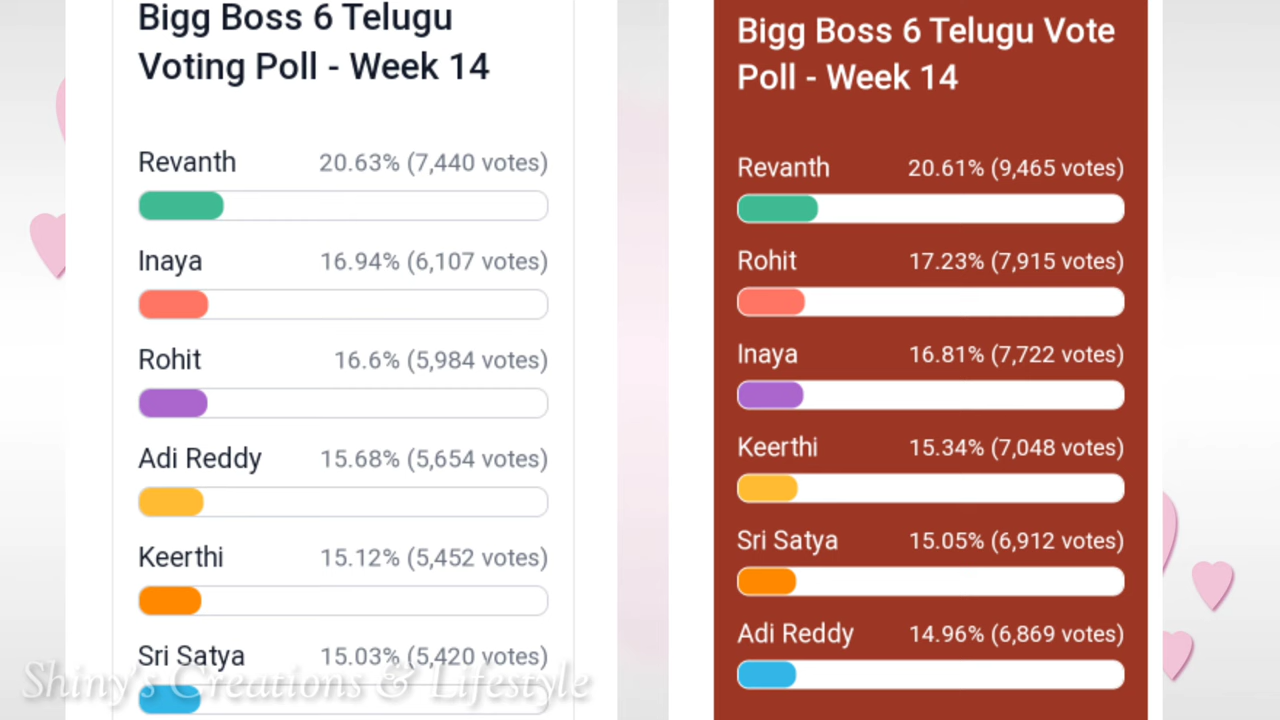 Bigg Boss 6 Telugu
Voting Poll - Week 14
Revanth 20.63% (7,440 votes)
Inaya 16.94% (6,107 votes)
Rohit 16.6% (5,984 votes)
Adi Reddy 15.68% (5,654 votes)
Keerthi 15.12% (5,452 votes)
Sri Satya 15.03% (5,420 votes)
Shiny's Creations & Lifestyle
Bigg Boss 6 Telugu Vote
Poll - Week 14
Revanth 20.61% (9,465 votes)
Rohit 17.23% (7,915 votes)
Inaya 16.81% (7,722 votes)
Keerthi 15.34% (7,048 votes)
Sri Satya 15.05% (6,912 votes)
Adi Reddy 14.96% (6,869 votes)